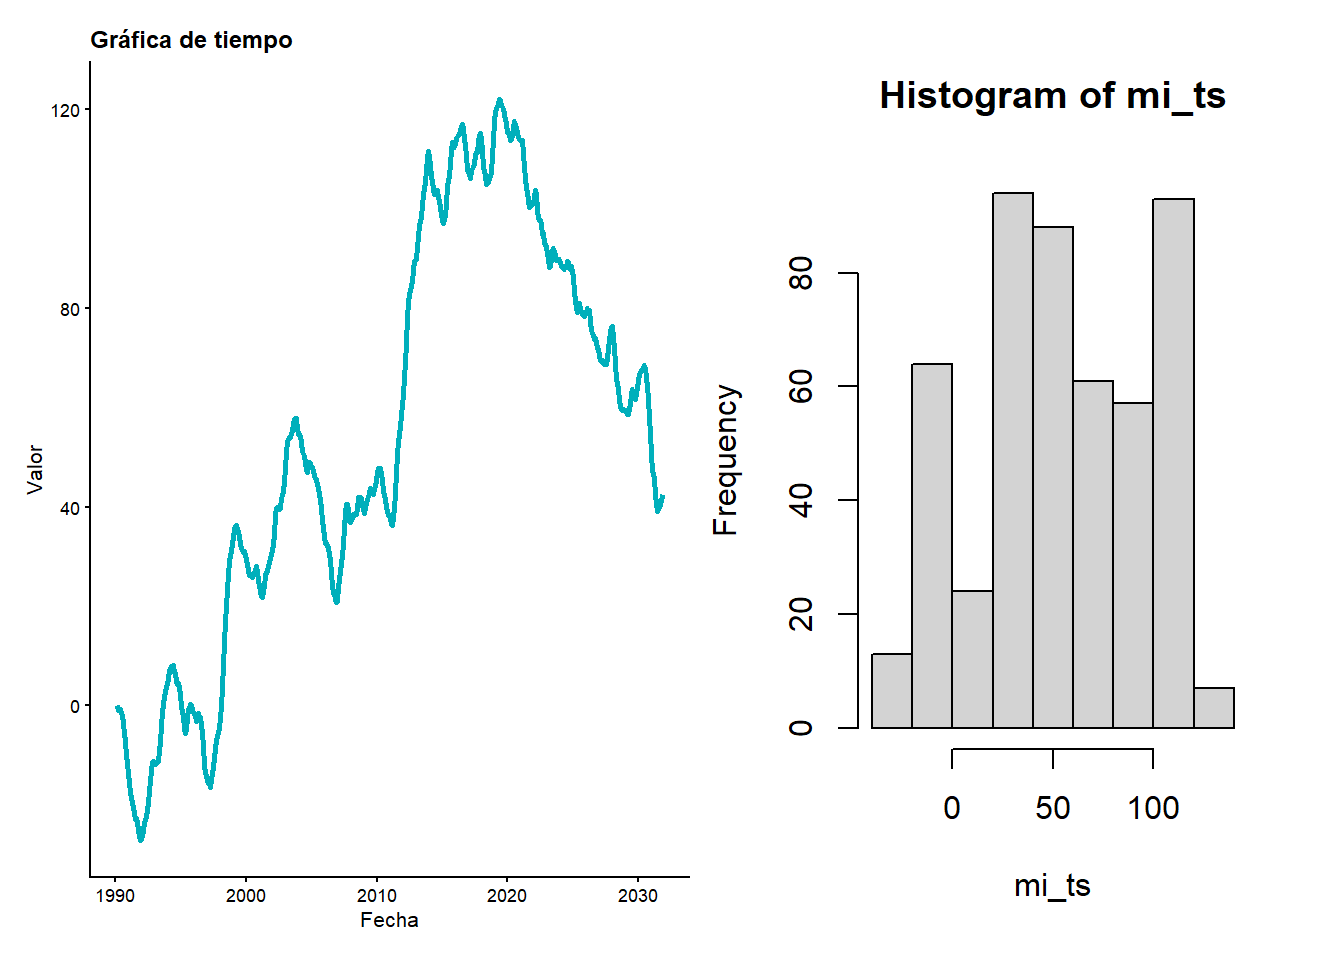 Gráfica de tiempo
120
80
40
0
Valor
1990 2000 2010 2020 2030
Fecha
Histogram of mi_ts
80
60
40
20
0
Frequency
0 50 100
mi_ts